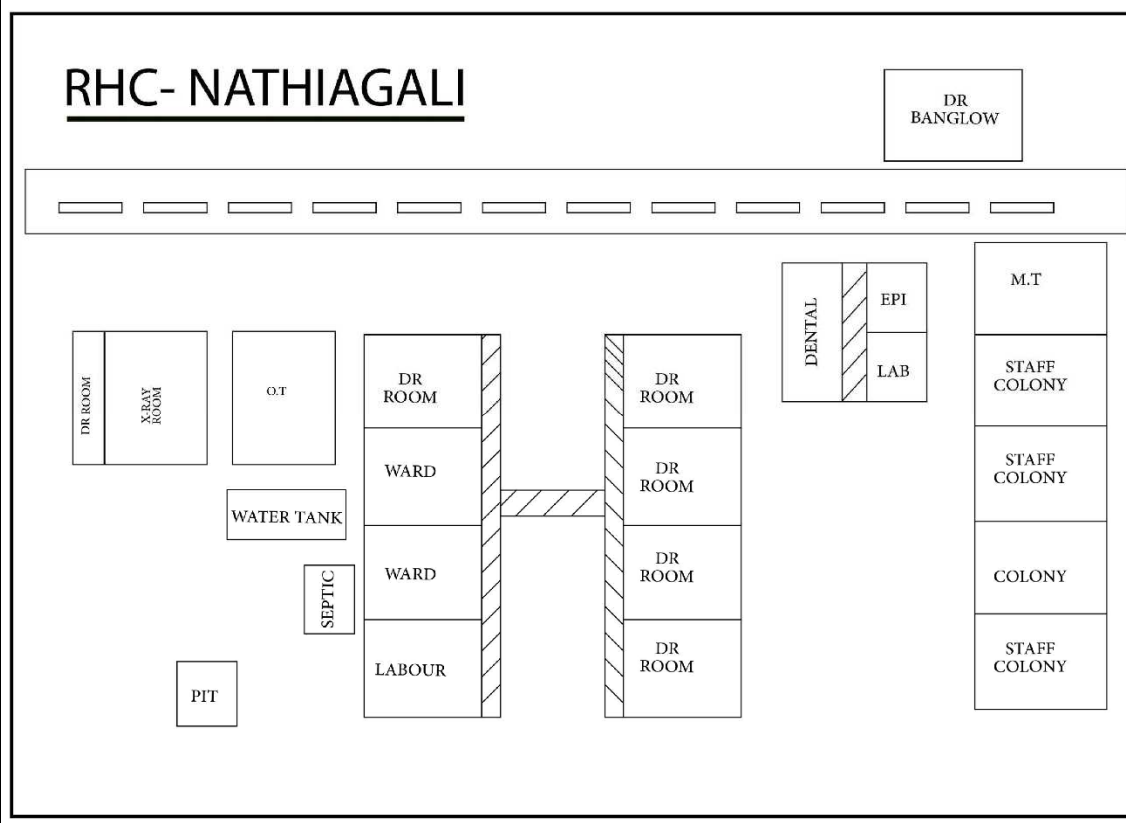 RHC- NATHIAGALI
DR
BANGLOW
M.T
DENTAL
EPI
LAB
DR ROOM
X-RAY
ROOM
O.T
DR
ROOM
DR
ROOM
STAFF
COLONY
WARD
DR
ROOM
STAFF
COLONY
WATER TANK
SEPTIC
WARD
DR
ROOM
COLONY
LABOUR
DR
ROOM
STAFF
COLONY
PIT